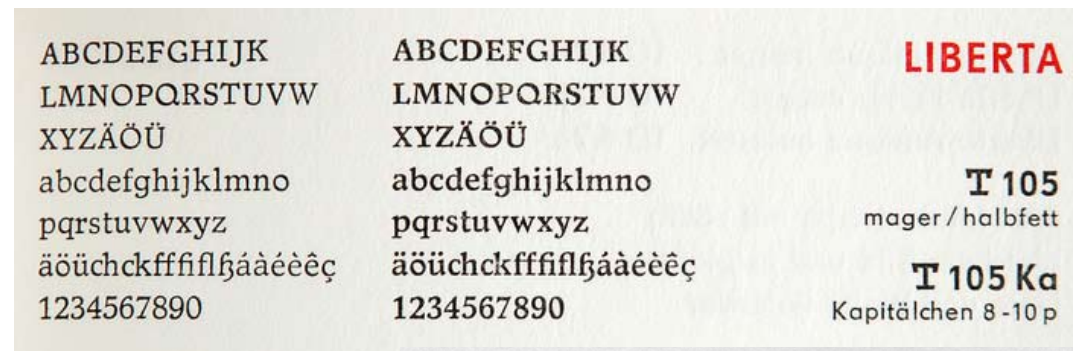 ABCDEFGHIJK
LMNOPQRSTUVW
XYZÄÖÜ
abcdefghijklmno
pqrstuvwxyz
äöüchckfffiflßáàéèêç
1234567890
ABCDEFGHIJK
LMNOPQRSTUVW
XYZÄÖÜ
abcdefghijklmno
pqrstuvwxyz
äöüchckfffiflßáàéèêç
1234567890
LIBERTA
T 105
mager / halbfett
T 105 Ka
Kapitälchen 8-10 p